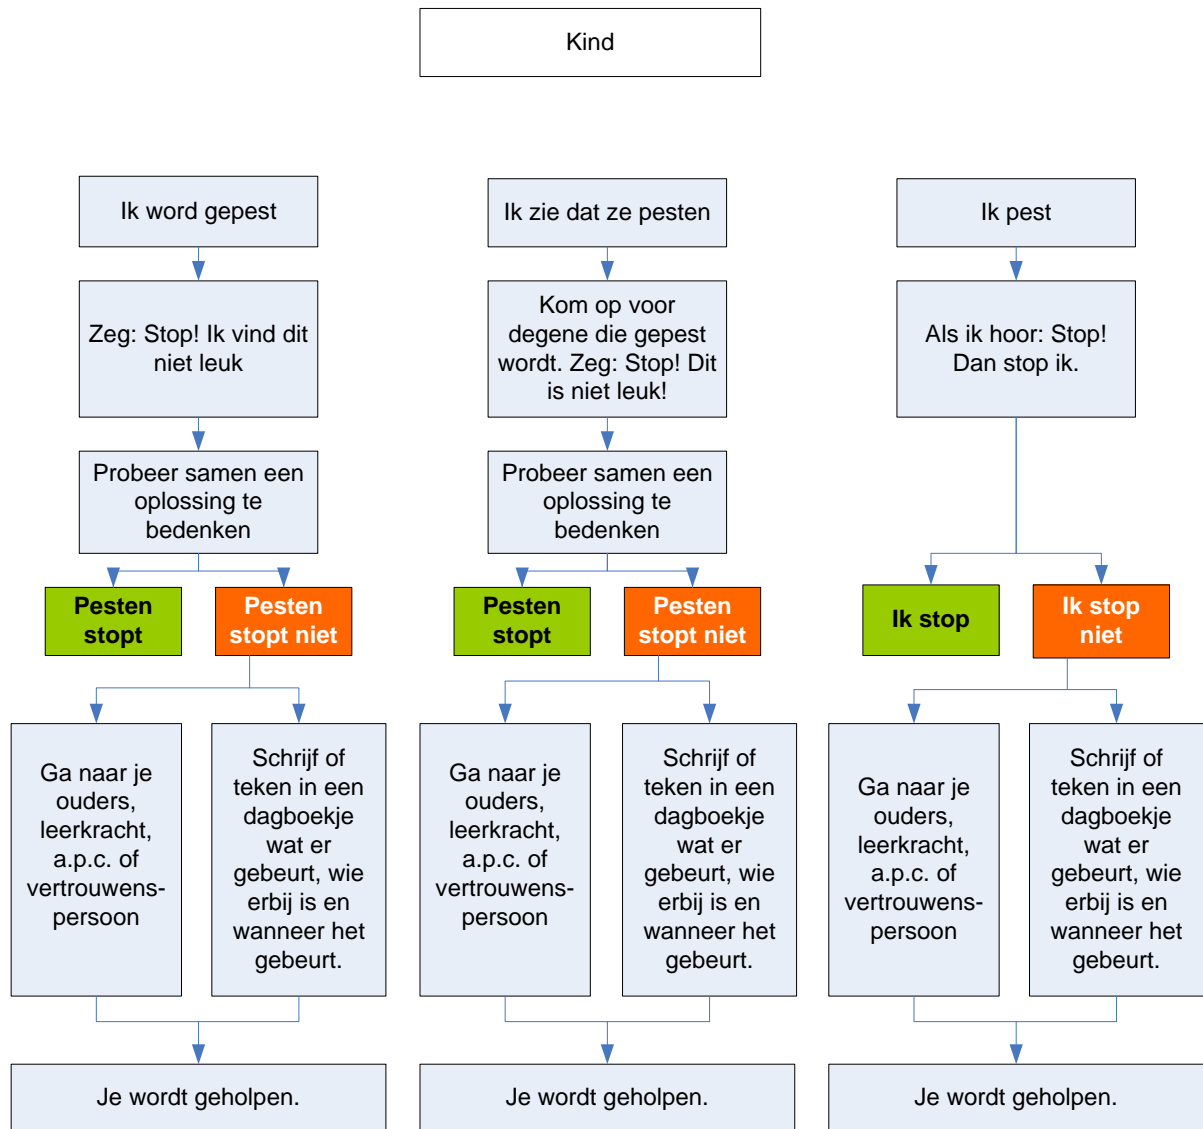 Kind
Ik word gepest
Zeg: Stop! Ik vind dit
niet leuk
Probeer samen een
oplossing te
bedenken
Pesten
stopt
Pesten
stopt niet
Ga naar je
ouders,
leerkracht,
a.p.c. of
vertrouwens-
persoon
Schrijf of
teken in een
dagboekje
wat er
gebeurt, wie
erbij is en
wanneer het
gebeurt.
Je wordt geholpen.
Ik zie dat ze pesten
Kom op voor
degene die gepest
wordt. Zeg: Stop! Dit
is niet leuk!
Probeer samen een
oplossing te
bedenken
Pesten
stopt
Pesten
stopt niet
Ga naar je
ouders,
leerkracht,
a.p.c. of
vertrouwens-
persoon
Schrijf of
teken in een
dagboekje
wat er
gebeurt, wie
erbij is en
wanneer het
gebeurt.
Je wordt geholpen.
Ik pest
Als ik hoor: Stop!
Dan stop ik.
Ik stop
Ik stop
niet
Ga naar je
ouders,
leerkracht,
a.p.c. of
vertrouwens-
persoon
Schrijf of
teken in een
dagboekje
wat er
gebeurt, wie
erbij is en
wanneer het
gebeurt.
Je wordt geholpen.